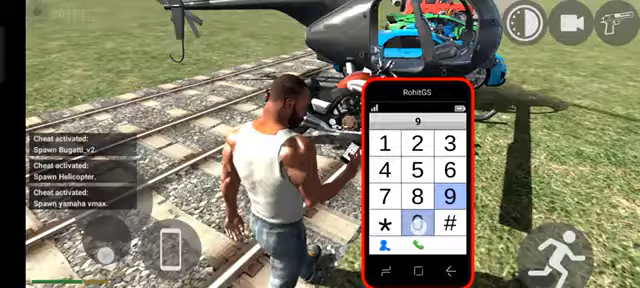 RohitGS
9
1 2 3
4 5 6
7 8 9
* 0 #
Cheat activated:
Spawn Bugatti_v2.
Cheat activated:
Spawn Helicopter.
Cheat activated:
Spawn yamaha vmax.